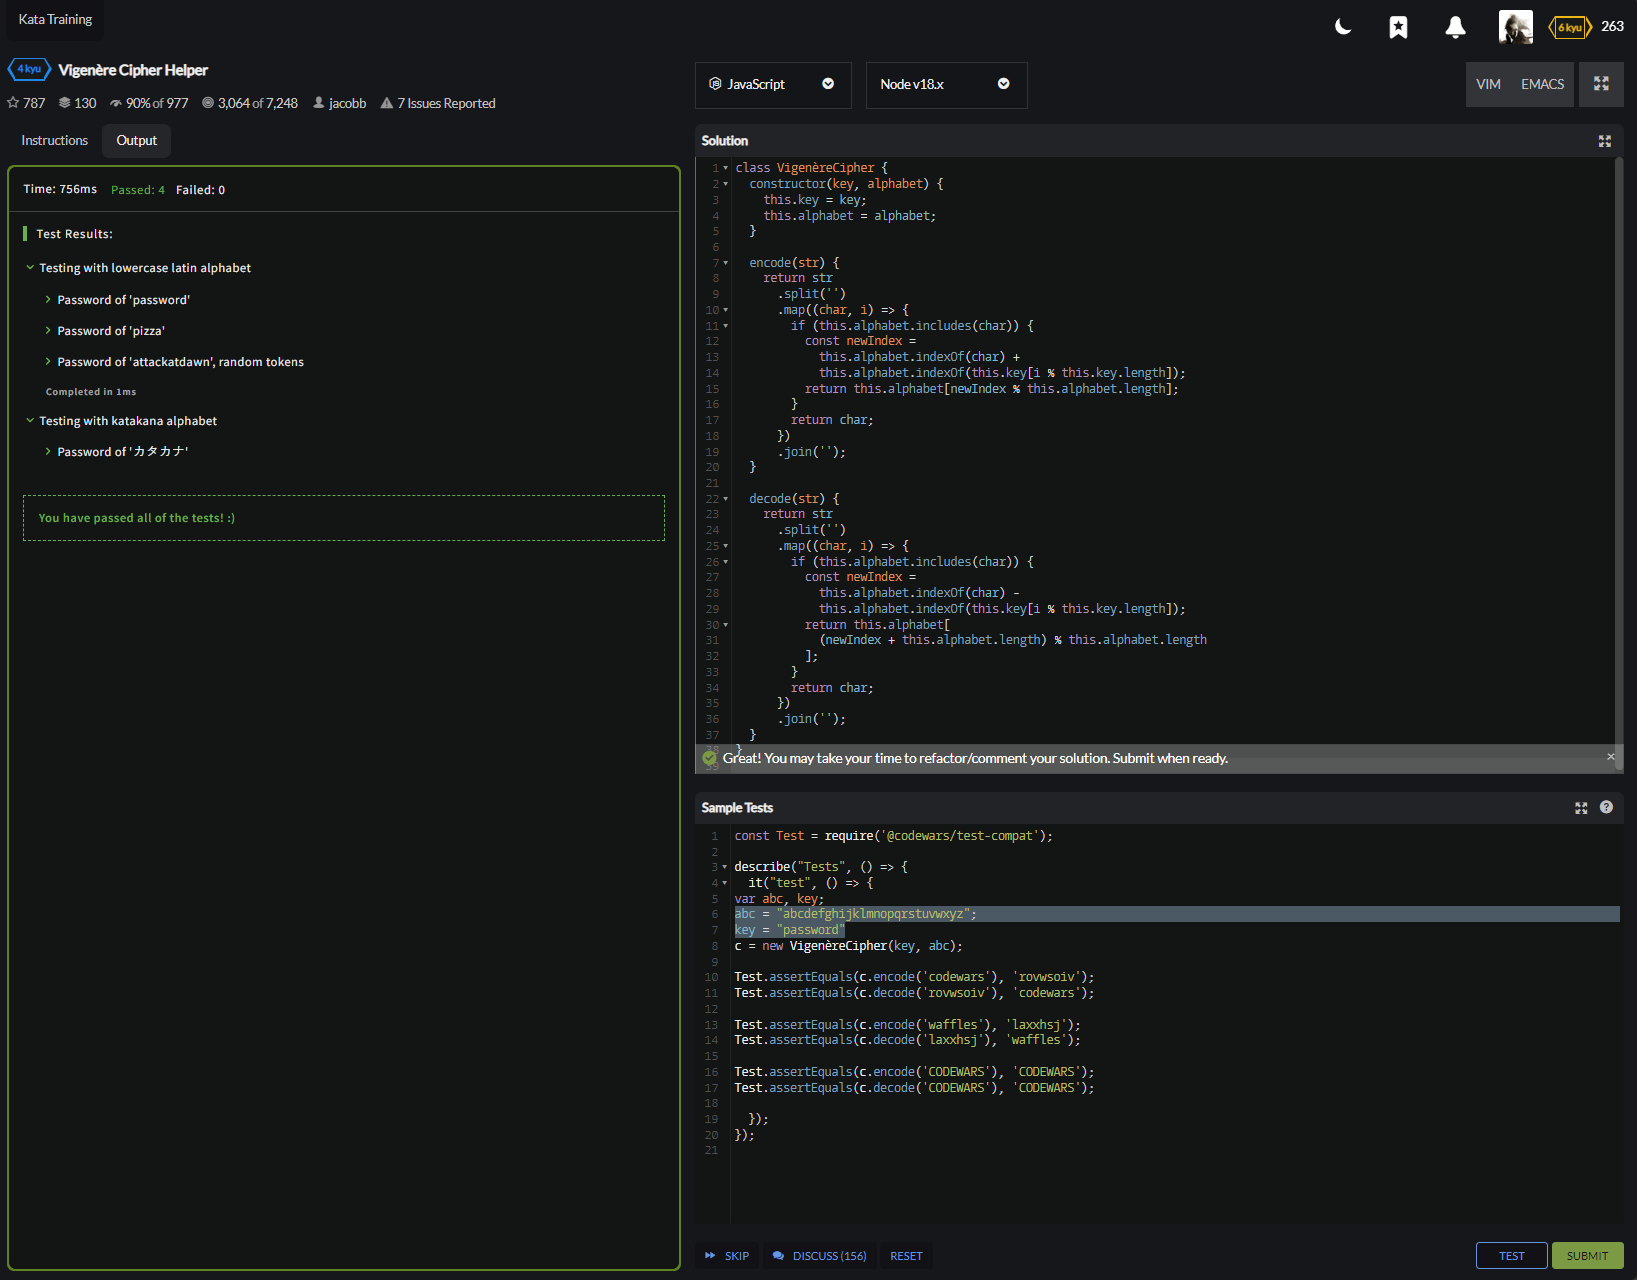 Kata Training
6 kyu 263
4 kyu Vigenère Cipher Helper
787 130 90% of 977 3,064 of 7,248 jacobb 7 Issues Reported
JavaScript Node v18.x VIM EMACS
Instructions Output
Time: 756ms Passed: 4 Failed: 0
Test Results:
Testing with lowercase latin alphabet
Password of 'password'
Password of 'pizza'
Password of 'attackatdawn', random tokens
Completed in 1ms
Testing with katakana alphabet
Password of 'カタカナ'
You have passed all of the tests! :)
Solution
1 class VigenèreCipher {
2   constructor(key, alphabet) {
3     this.key = key;
4     this.alphabet = alphabet;
5   }
6
7   encode(str) {
8     return str
9       .split('')
10       .map((char, i) => {
11         if (this.alphabet.includes(char)) {
12           const newIndex =
13             this.alphabet.indexOf(char) +
14             this.alphabet.indexOf(this.key[i % this.key.length]);
15           return this.alphabet[newIndex % this.alphabet.length];
16         }
17         return char;
18       })
19       .join('');
20   }
21
22   decode(str) {
23     return str
24       .split('')
25       .map((char, i) => {
26         if (this.alphabet.includes(char)) {
27           const newIndex =
28             this.alphabet.indexOf(char) -
29             this.alphabet.indexOf(this.key[i % this.key.length]);
30           return this.alphabet[
31             (newIndex + this.alphabet.length) % this.alphabet.length
32           ];
33         }
34         return char;
35       })
36       .join('');
37   }
38 }
39
Great! You may take your time to refactor/comment your solution. Submit when ready. ×
Sample Tests
1 const Test = require('@codewars/test-compat');
2
3 describe("Tests", () => {
4   it("test", () => {
5 var abc, key;
6 abc = "abcdefghijklmnopqrstuvwxyz";
7 key = "password"
8 c = new VigenèreCipher(key, abc);
9
10 Test.assertEquals(c.encode('codewars'), 'rovwsoiv');
11 Test.assertEquals(c.decode('rovwsoiv'), 'codewars');
12
13 Test.assertEquals(c.encode('waffles'), 'laxxhsj');
14 Test.assertEquals(c.decode('laxxhsj'), 'waffles');
15
16 Test.assertEquals(c.encode('CODEWARS'), 'CODEWARS');
17 Test.assertEquals(c.decode('CODEWARS'), 'CODEWARS');
18
19   });
20 });
21
SKIP DISCUSS (156) RESET TEST SUBMIT